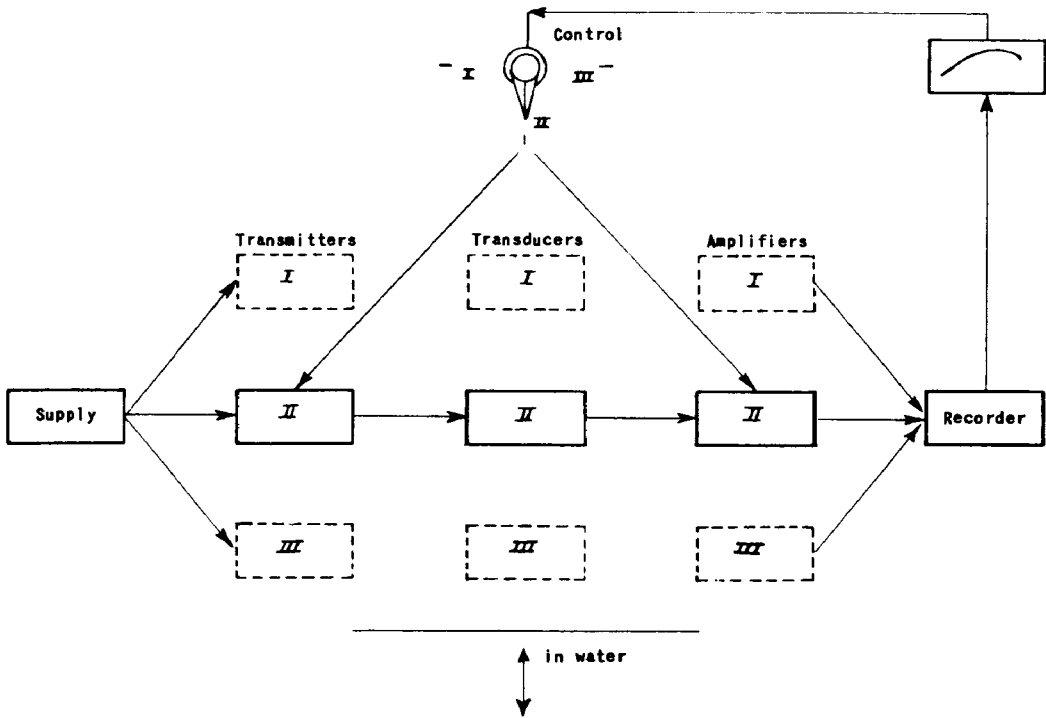 Control
I III
II
Transmitters Transducers Amplifiers
I I I
Supply II II II Recorder
III III III
in water